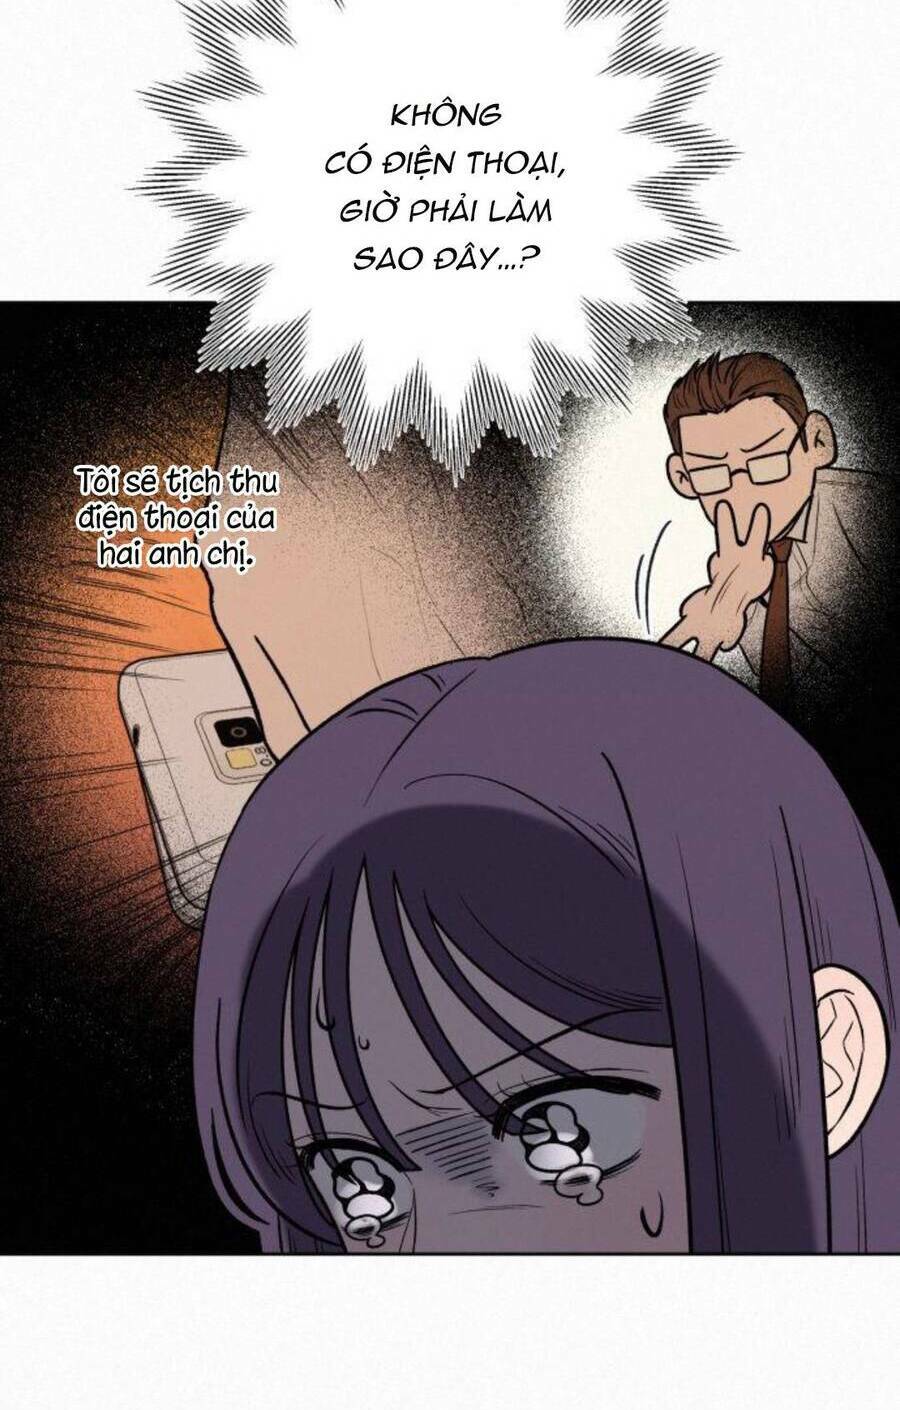 KHÔNG
CÓ ĐIỆN THOẠI,
GIỜ PHẢI LÀM
SAO ĐÂY...?
Tôi sẽ tịch thu
điện thoại của
hai anh chị.